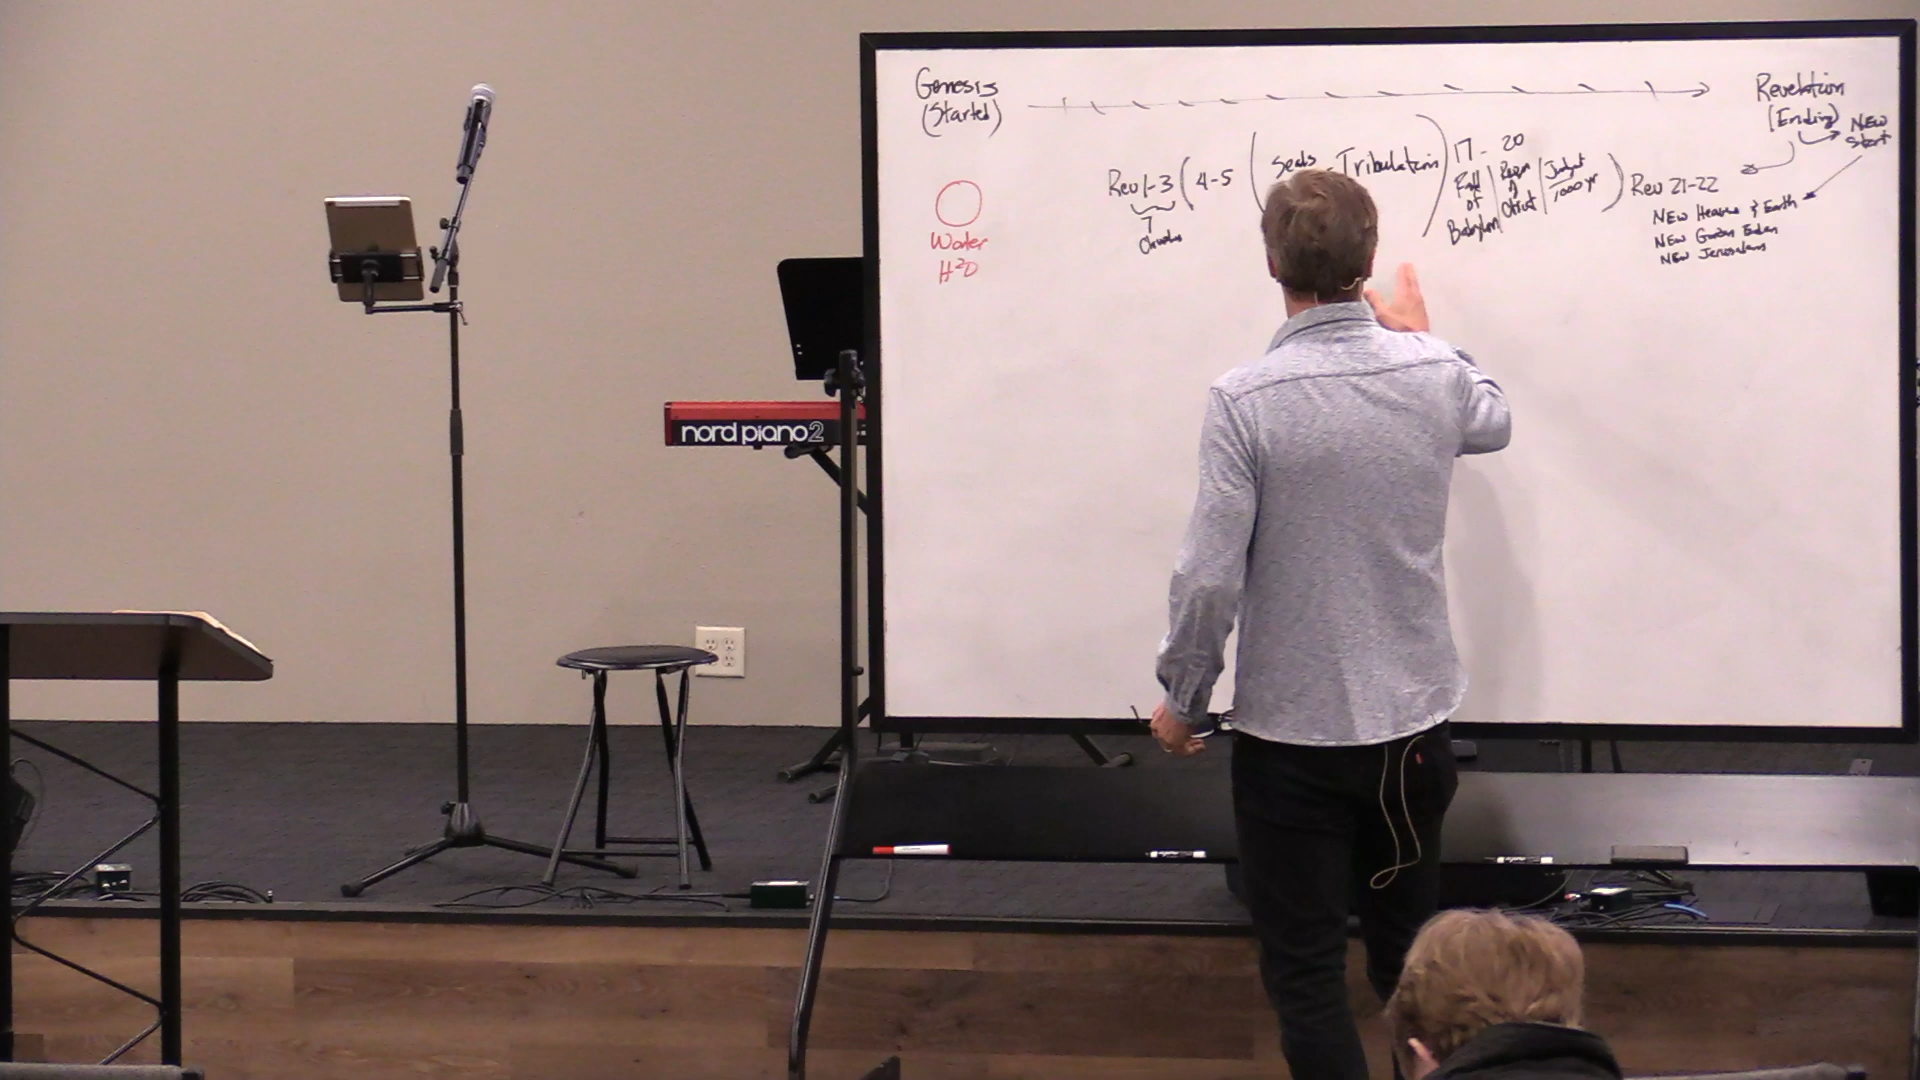 Genesis
(Started)
Revelation
(Ending)
NEW
Start
Water
H2O
Rev 1-3 ( 4-5 ( Seals - Tribulation )
7
17 - 20
Fall
of
Babylon
Reign
of
Christ
1000 yr )
Rev 21-22
NEW Heavens & Earth
NEW Garden Eden
NEW Jerusalem
nord piano 2